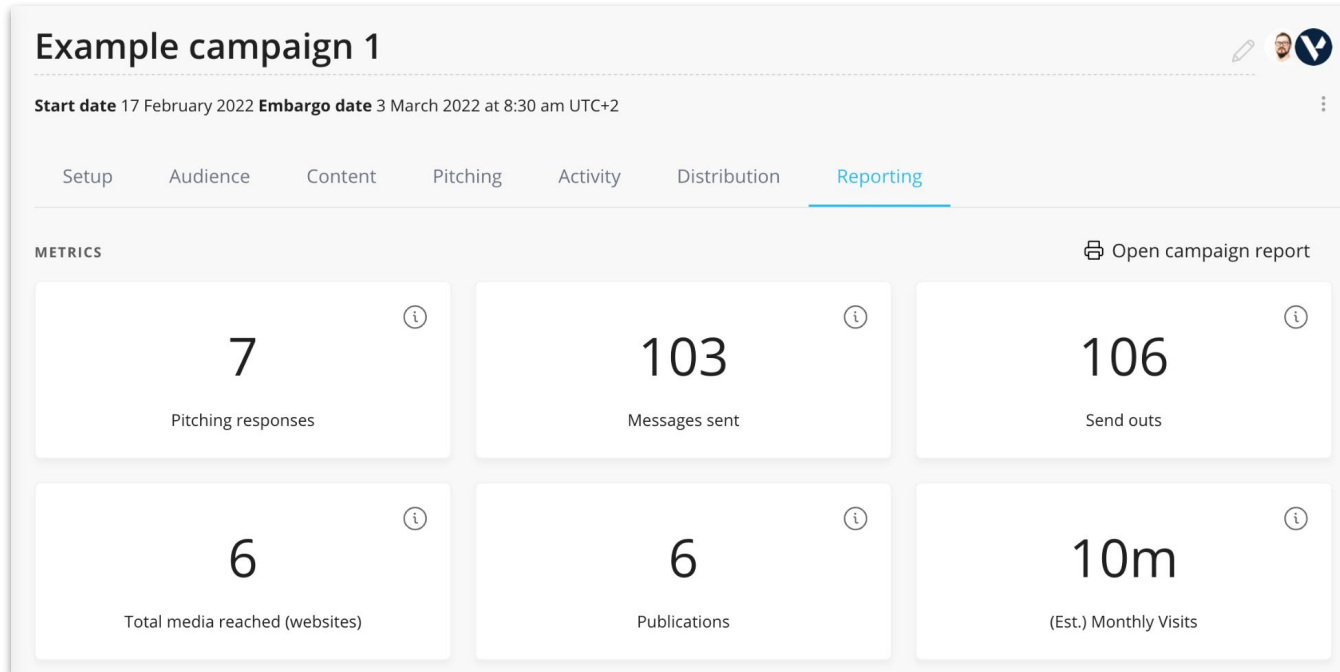 Example campaign 1
Start date 17 February 2022 Embargo date 3 March 2022 at 8:30 am UTC+2
Setup Audience Content Pitching Activity Distribution Reporting
METRICS
Open campaign report
7
Pitching responses
103
Messages sent
106
Send outs
6
Total media reached (websites)
6
Publications
10m
(Est.) Monthly Visits